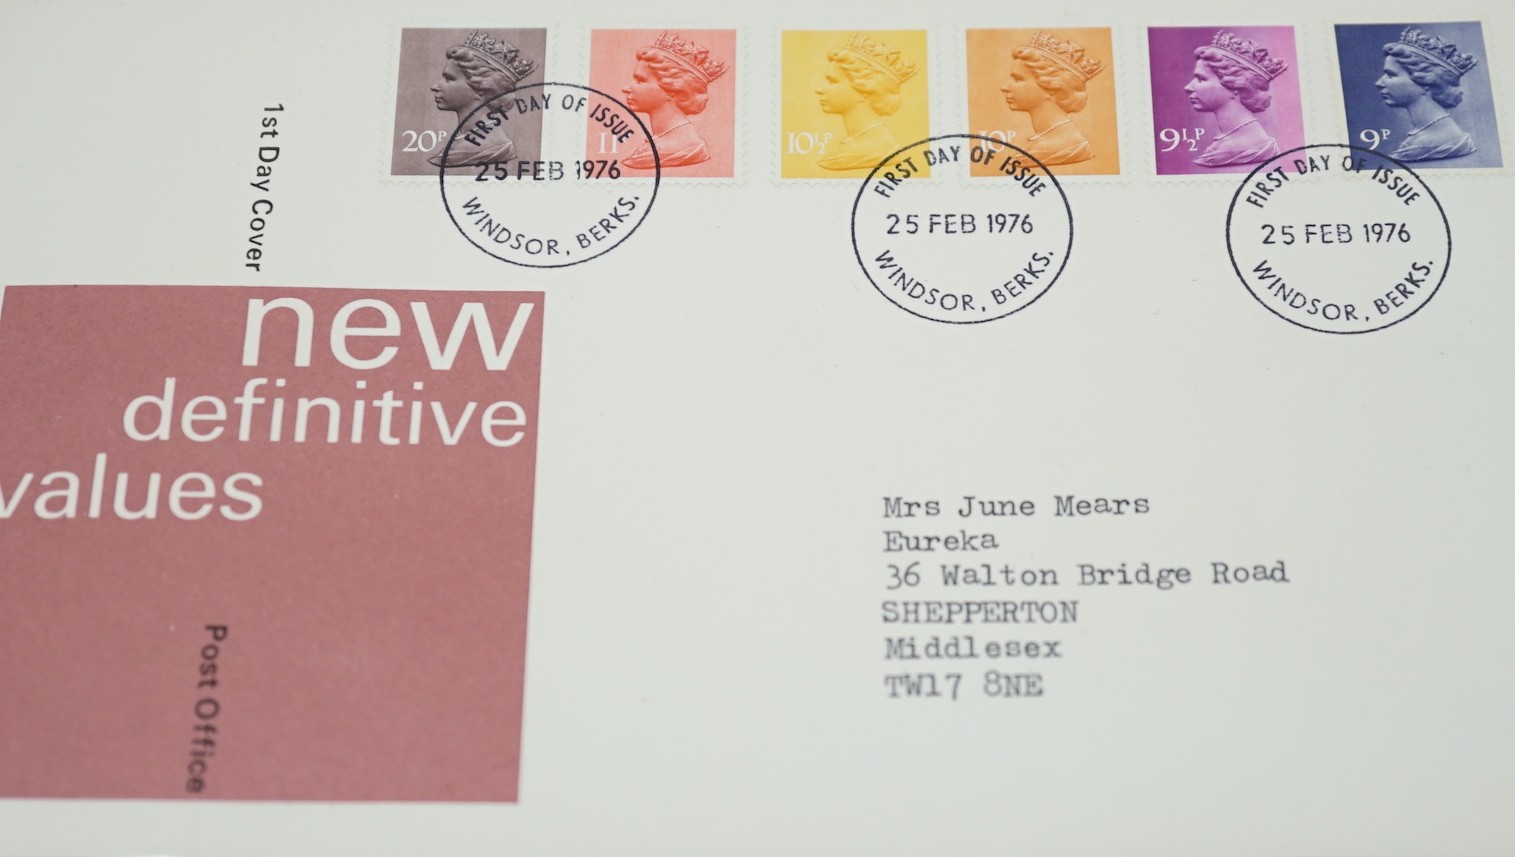 20P
11
10½P
10P
9½P
9P
FIRST DAY OF ISSUE
25 FEB 1976
WINDSOR, BERKS.
FIRST DAY OF ISSUE
25 FEB 1976
WINDSOR, BERKS.
FIRST DAY OF ISSUE
25 FEB 1976
WINDSOR, BERKS.
1st Day Cover
new
definitive
values
Post Office
Mrs June Mears
Eureka
36 Walton Bridge Road
SHEPPERTON
Middlesex
TW17 8NE